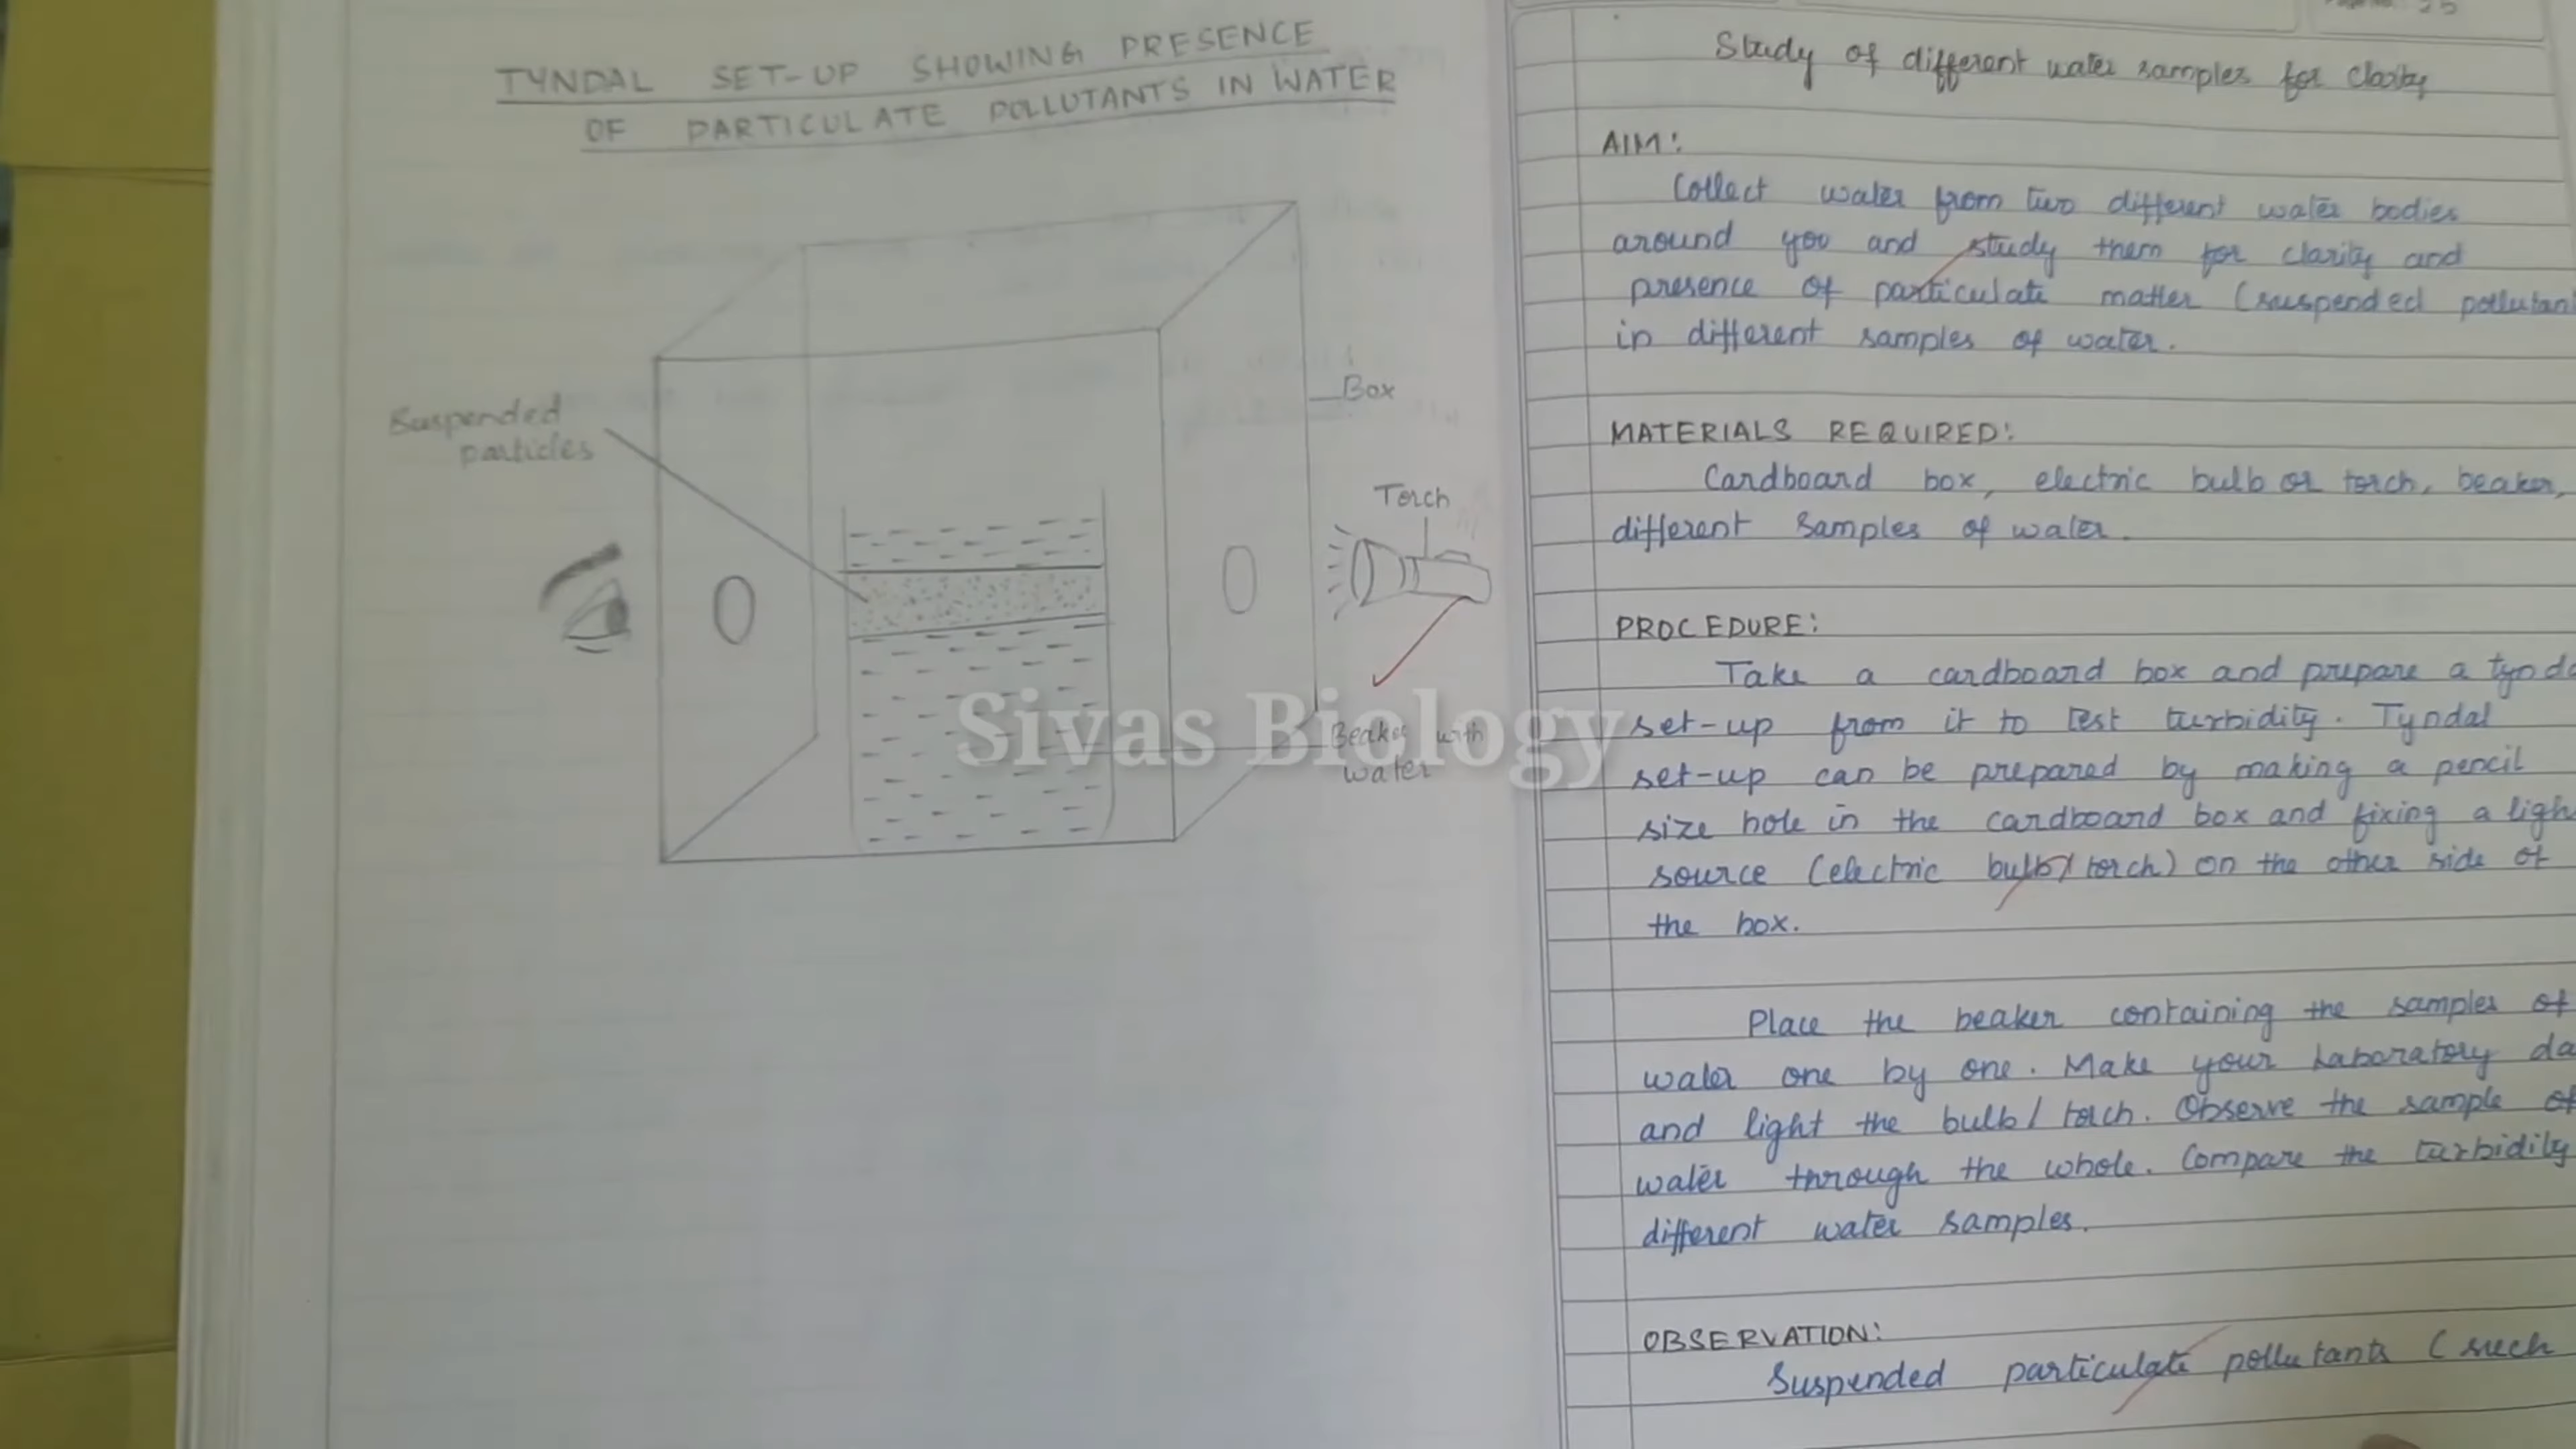 TYNDAL SET-UP SHOWING PRESENCE
OF PARTICULATE POLLUTANTS IN WATER
Suspended
particles
Box
Torch
Beaker with
water
Sivas Biology
25
Study of different water samples for clarity
AIM:
Collect water from two different water bodies
around you and study them for clarity and
presence of particulate matter (suspended pollutan
in different samples of water.
MATERIALS REQUIRED:
Cardboard box, electric bulb or torch, beaker,
different samples of water.
PROCEDURE:
Take a cardboard box and prepare a tynda
set-up from it to test turbidity. Tyndal
set-up can be prepared by making a pencil
size hole in the cardboard box and fixing a ligh
source (electric bulb/torch) on the other side of
the box.
Place the beaker containing the samples of
water one by one. Make your Laboratory da
and light the bulb/torch. Observe the sample of
water through the whole. Compare the turbidity
different water samples.
OBSERVATION:
Suspended particulate pollutants (such